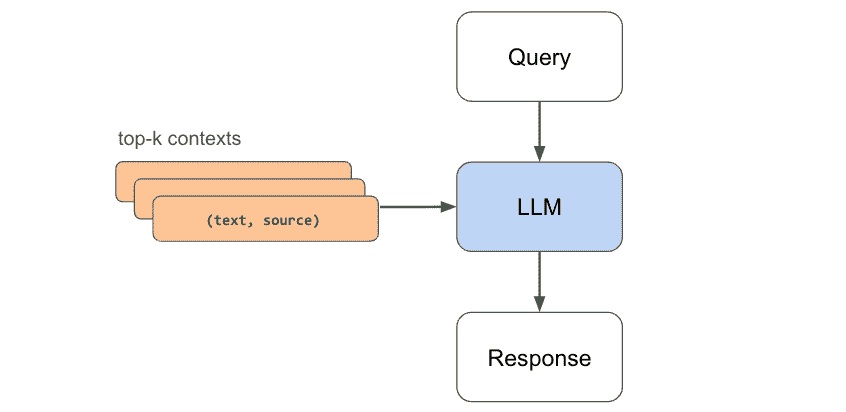 Query
top-k contexts
(text, source)
LLM
Response